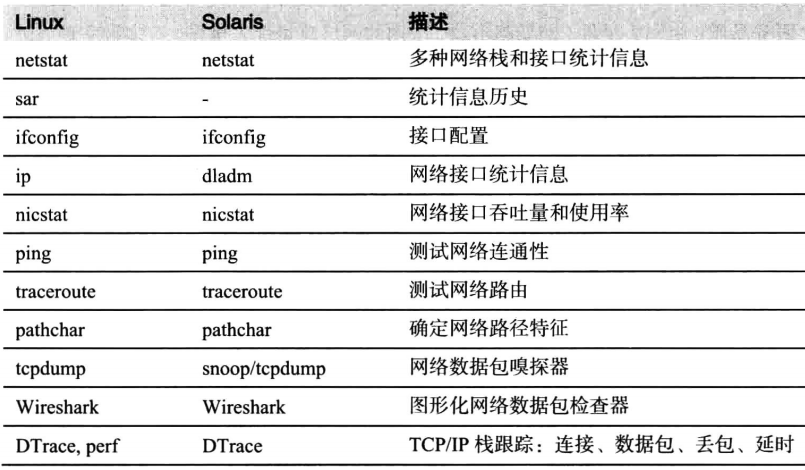 Linux Solaris 描述
netstat netstat 多种网络栈和接口统计信息
sar - 统计信息历史
ifconfig ifconfig 接口配置
ip dladm 网络接口统计信息
nicstat nicstat 网络接口吞吐量和使用率
ping ping 测试网络连通性
traceroute traceroute 测试网络路由
pathchar pathchar 确定网络路径特征
tcpdump snoop/tcpdump 网络数据包嗅探器
Wireshark Wireshark 图形化网络数据包检查器
DTrace, perf DTrace TCP/IP 栈跟踪：连接、数据包、丢包、延时